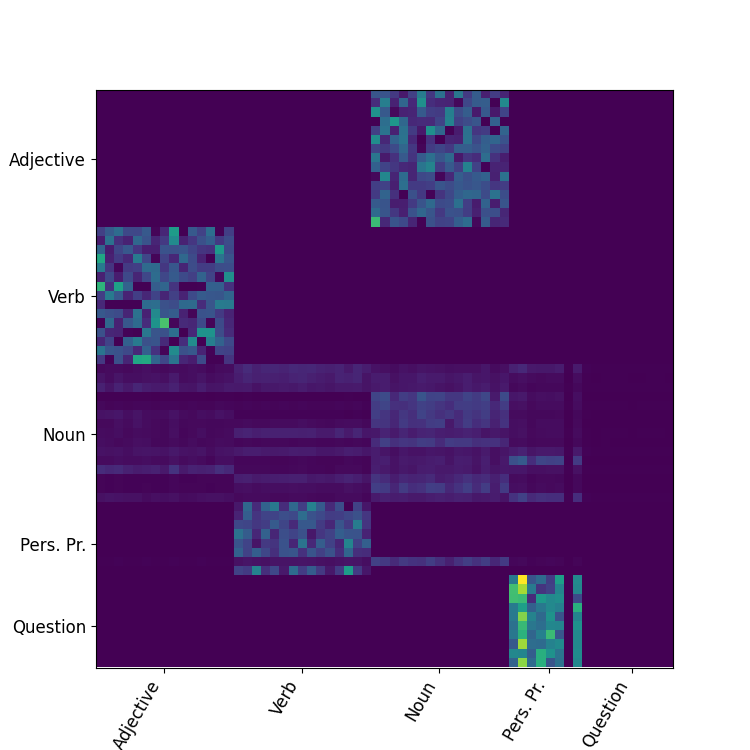 Adjective
Verb
Noun
Pers. Pr.
Question
Adjective
Verb
Noun
Pers. Pr.
Question